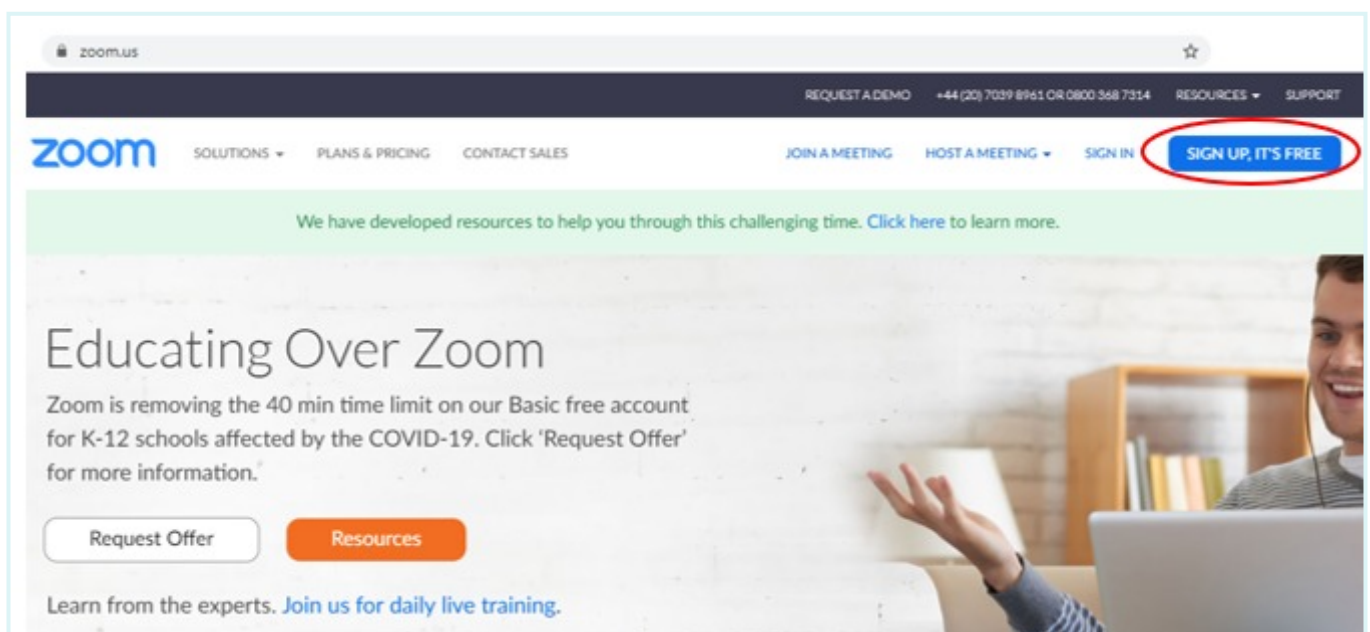 zoom.us
REQUEST A DEMO +44 (20) 7039 8961 OR 0800 368 7314 RESOURCES SUPPORT
zoom SOLUTIONS PLANS & PRICING CONTACT SALES JOIN A MEETING HOST A MEETING SIGN IN SIGN UP, IT'S FREE
We have developed resources to help you through this challenging time. Click here to learn more.
Educating Over Zoom
Zoom is removing the 40 min time limit on our Basic free account
for K-12 schools affected by the COVID-19. Click 'Request Offer'
for more information.
Request Offer Resources
Learn from the experts. Join us for daily live training.